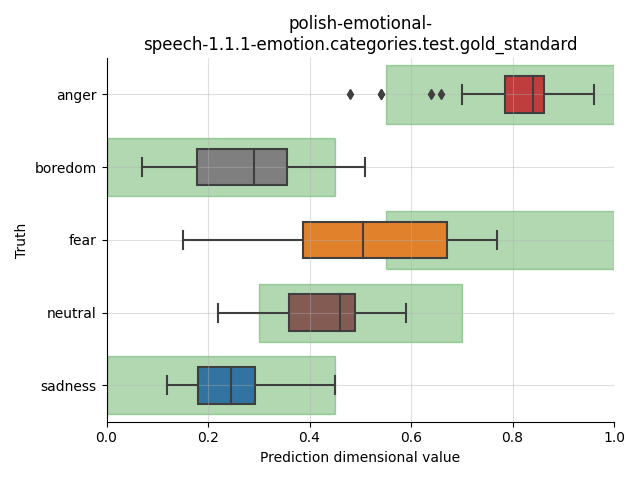 polish-emotional-
speech-1.1.1-emotion.categories.test.gold_standard
anger
boredom
fear
neutral
sadness
Truth
0.0 0.2 0.4 0.6 0.8 1.0
Prediction dimensional value